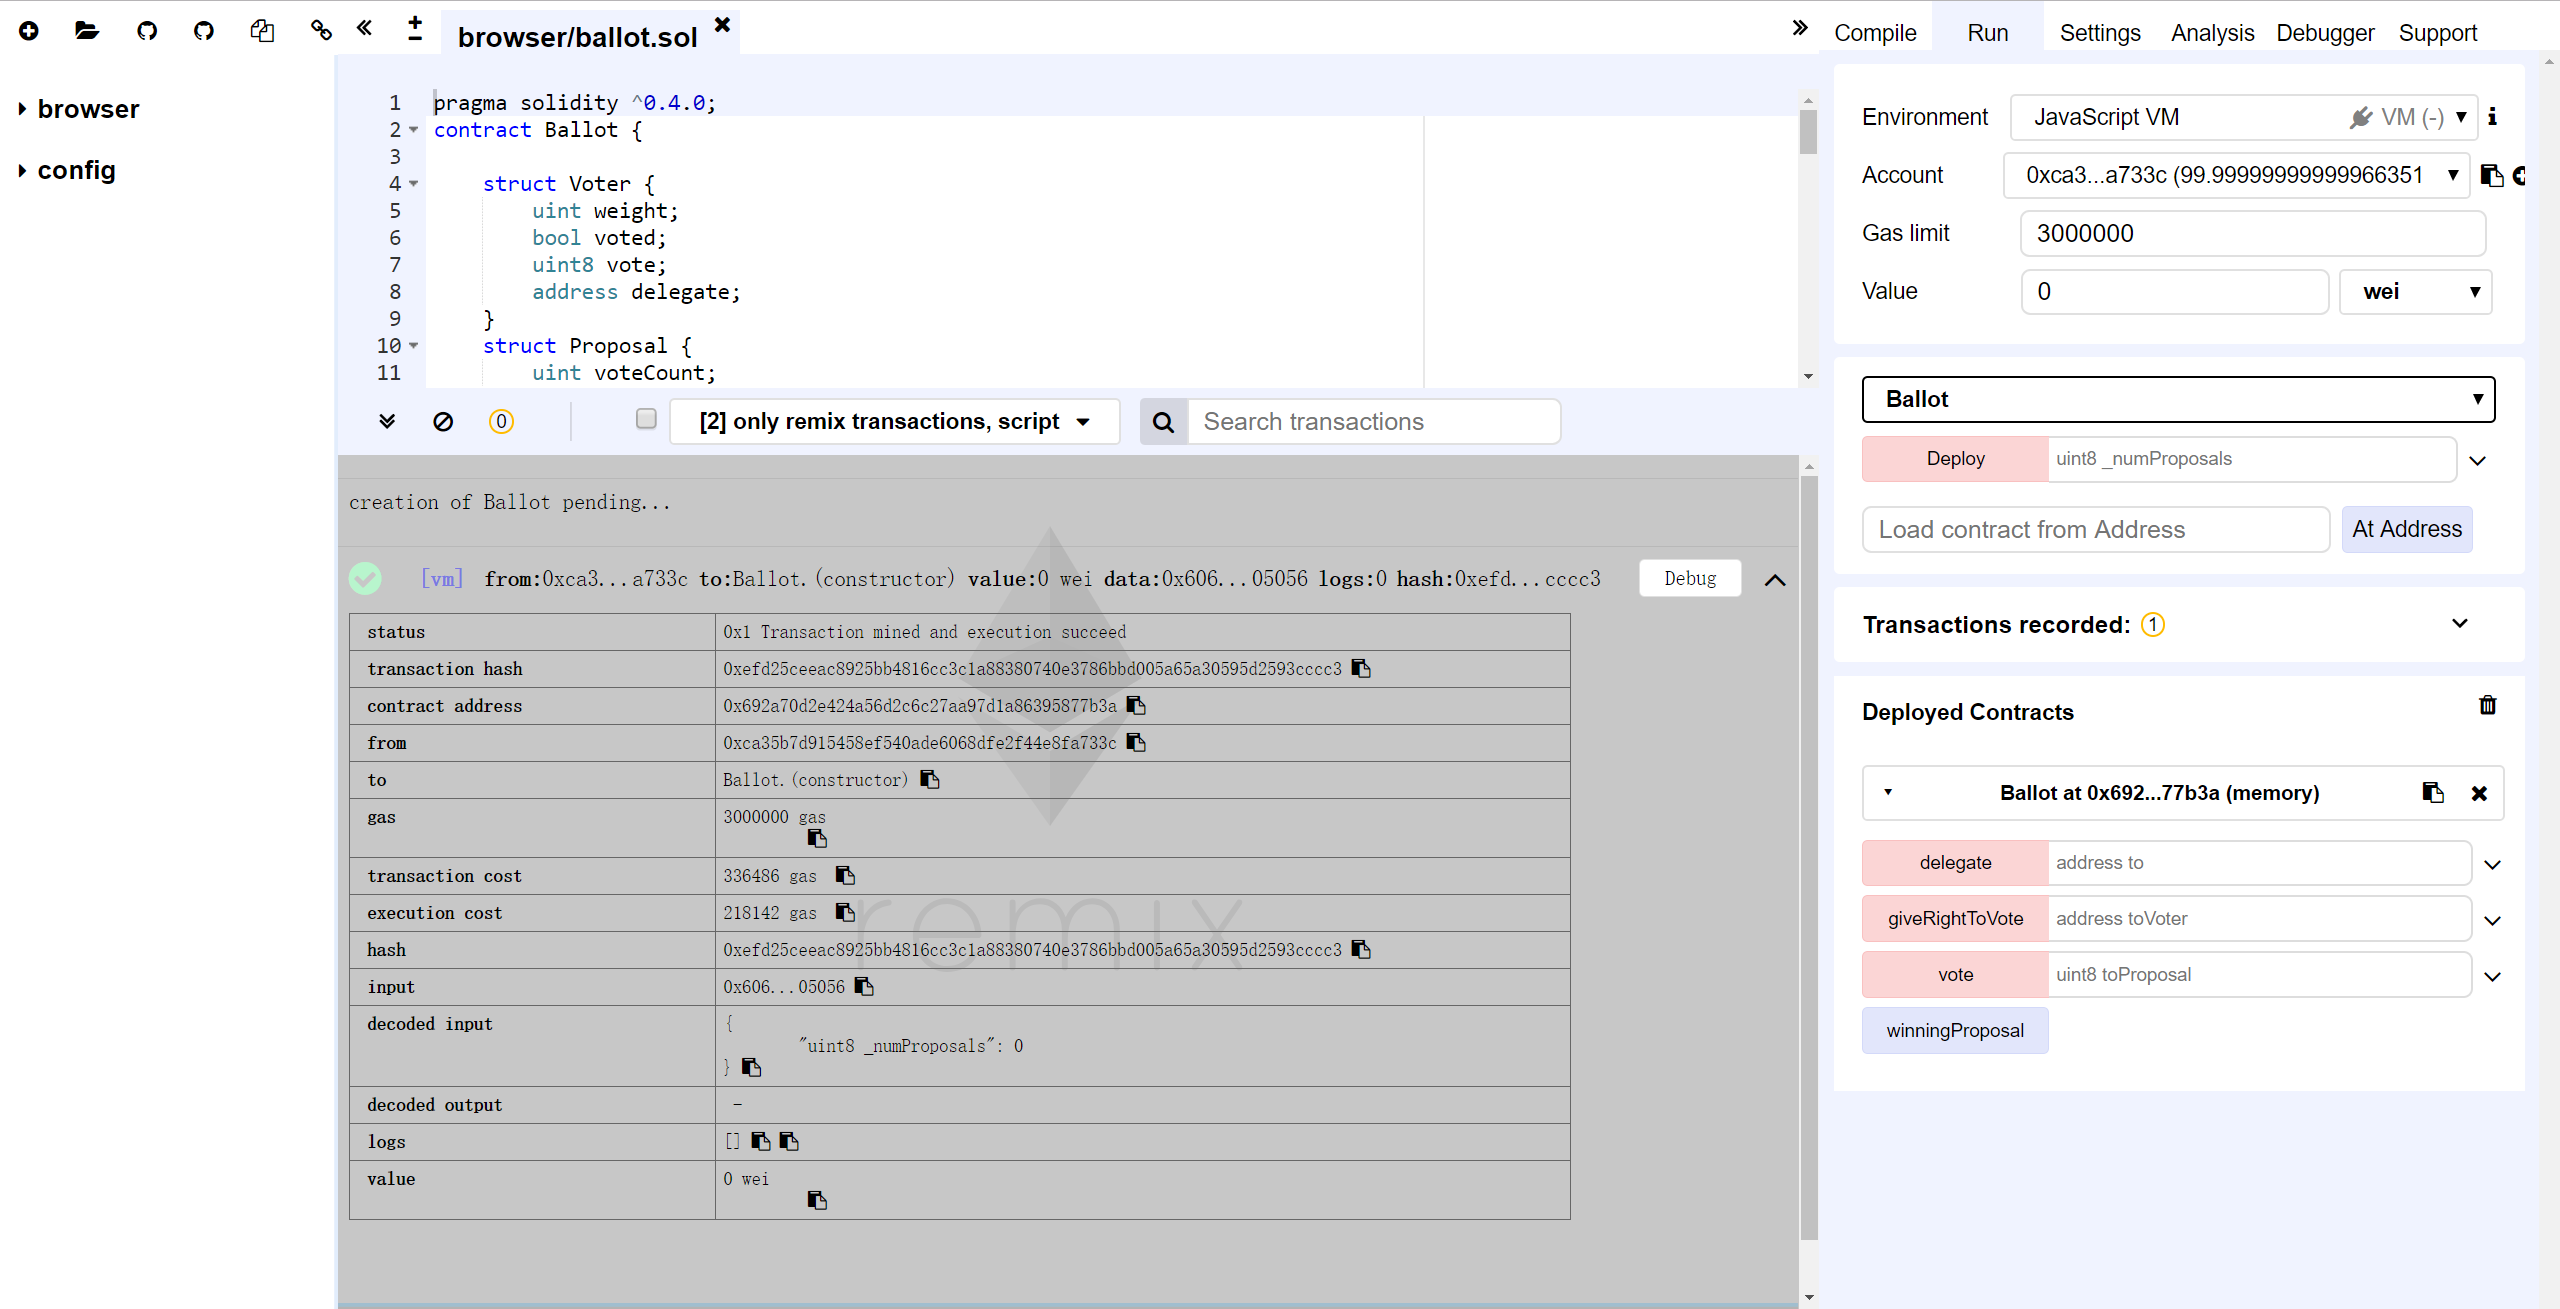 browser/ballot.sol
Compile Run Settings Analysis Debugger Support
browser
config
1 pragma solidity ^0.4.0;
2 contract Ballot {
3
4 struct Voter {
5 uint weight;
6 bool voted;
7 uint8 vote;
8 address delegate;
9 }
10 struct Proposal {
11 uint voteCount;
0
[2] only remix transactions, script
Search transactions
creation of Ballot pending...
[vm] from:0xca3...a733c to:Ballot.(constructor) value:0 wei data:0x606...05056 logs:0 hash:0xefd...cccc3
Debug
status 0x1 Transaction mined and execution succeed
transaction hash 0xefd25ceeac8925bb4816cc3c1a88380740e3786bbd005a65a30595d2593cccc3
contract address 0x692a70d2e424a56d2c6c27aa97d1a86395877b3a
from 0xca35b7d915458ef540ade6068dfe2f44e8fa733c
to Ballot.(constructor)
gas 3000000 gas
transaction cost 336486 gas
execution cost 218142 gas
hash 0xefd25ceeac8925bb4816cc3c1a88380740e3786bbd005a65a30595d2593cccc3
input 0x606...05056
decoded input {
"uint8 _numProposals": 0
}
decoded output -
logs []
value 0 wei
remix
Environment JavaScript VM VM (-)
Account 0xca3...a733c (99.99999999999966351
Gas limit 3000000
Value 0 wei
Ballot
Deploy uint8 _numProposals
Load contract from Address At Address
Transactions recorded: 1
Deployed Contracts
Ballot at 0x692...77b3a (memory)
delegate address to
giveRightToVote address toVoter
vote uint8 toProposal
winningProposal